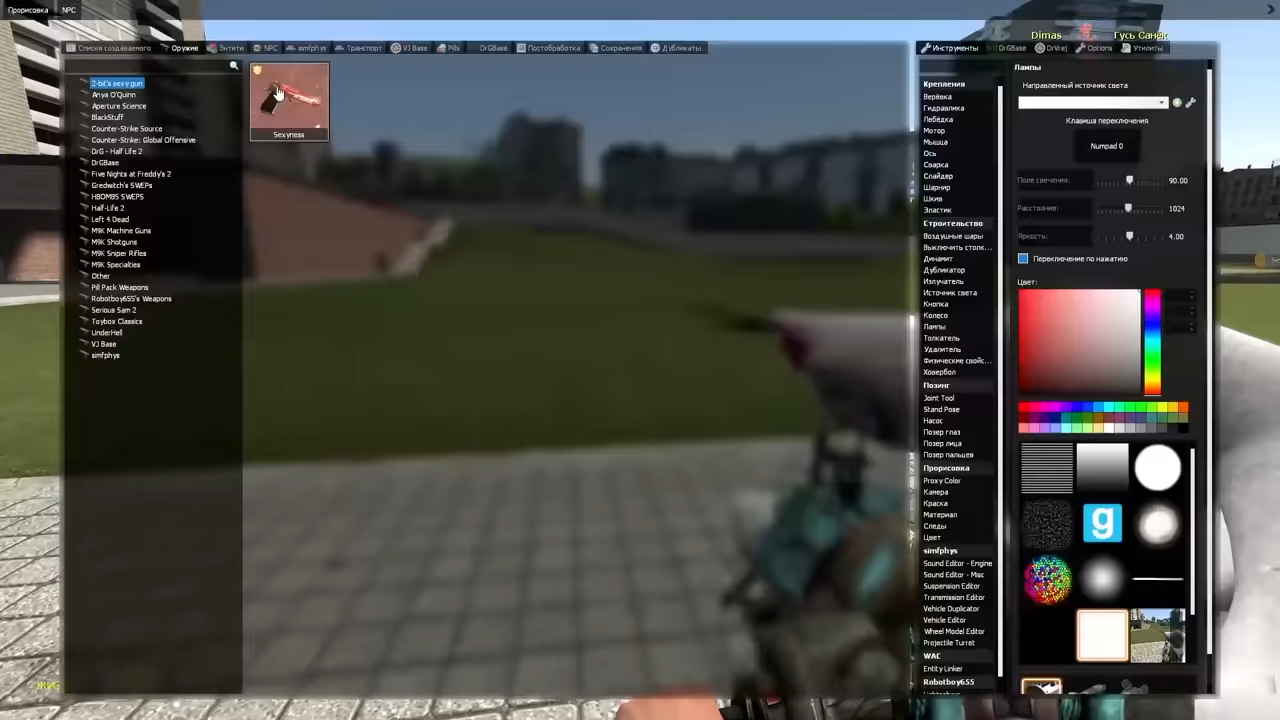 Прорисовка NPC
Dimas Гусь Санёк
Списки создаваемого Оружие Энтити NPC simfphys Транспорт VJ Base Pills DrGBase Постобработка Сохранения Дубликаты
2-bit's sexy gun
Anya O'Quinn
Aperture Science
BlackStuff
Counter-Strike Source
Counter-Strike: Global Offensive
DrG - Half Life 2
DrGBase
Five Nights at Freddy's 2
Gredwitch's SWEPs
HBOMBS SWEPS
Half-Life 2
Left 4 Dead
M9K Machine Guns
M9K Shotguns
M9K Sniper Rifles
M9K Specialties
Other
Pill Pack Weapons
Robotboy655's Weapons
Serious Sam 2
Toybox Classics
UnderHell
VJ Base
simfphys
Sexyness
Инструменты DrGBase DrVrej Options Утилиты
Крепления
Верёвка
Гидравлика
Лебёдка
Мотор
Мышца
Ось
Сварка
Слайдер
Шарнир
Шкив
Эластик
Строительство
Воздушные шары
Выключить столк...
Динамит
Дубликатор
Излучатель
Источник света
Кнопка
Колесо
Лампы
Толкатель
Удалитель
Физические свойс...
Ховербол
Позинг
Joint Tool
Stand Pose
Насос
Позер глаз
Позер лица
Позер пальцев
Прорисовка
Proxy Color
Камера
Краска
Материал
Следы
Цвет
simfphys
Sound Editor - Engine
Sound Editor - Misc
Suspension Editor
Transmission Editor
Vehicle Duplicator
Vehicle Editor
Wheel Model Editor
Projectile Turret
WAC
Entity Linker
Robotboy655
Лампы
Направленный источник света
Клавиша переключения
Numpad 0
Поле свечения: 90.00
Расстояние: 1024
Яркость: 4.00
Переключение по нажатию
Цвет:
g